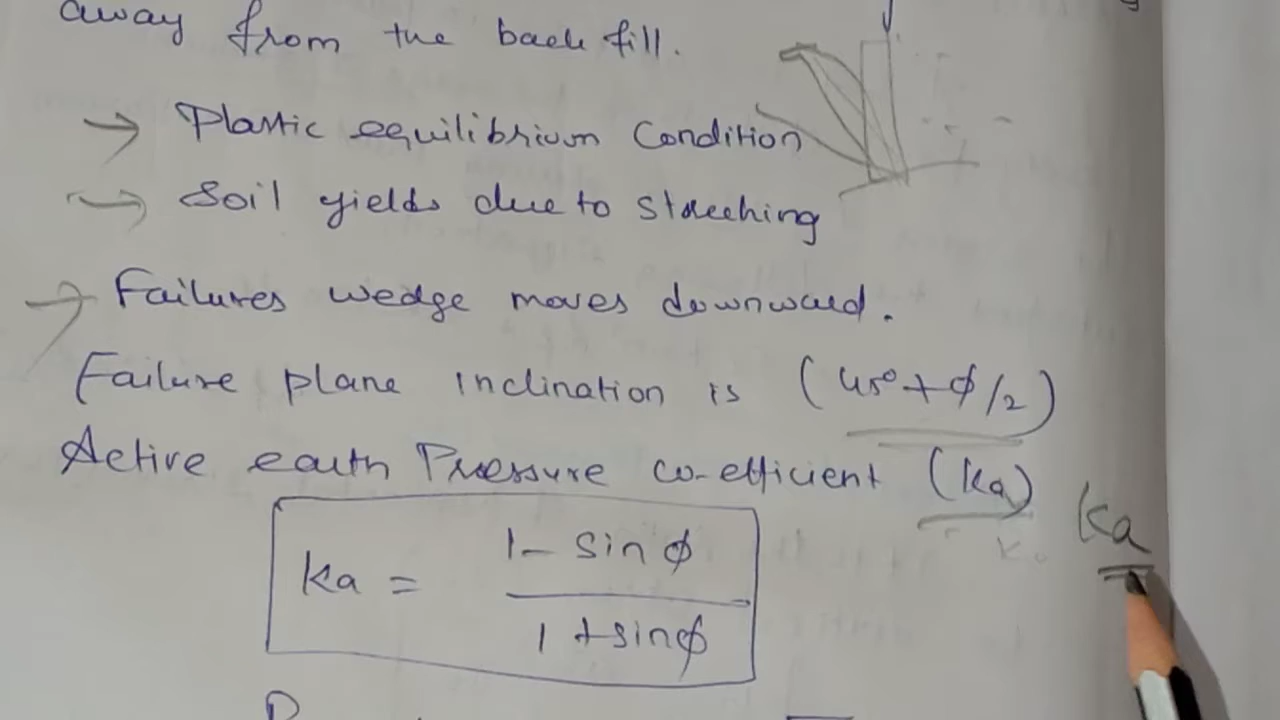 away from the back fill.
→ Plastic equilibrium Condition
→ Soil yields due to streching
→ Failures wedge moves downward.
Failure plane inclination is (45°+ φ/2)
Active earth Pressure co-efficient (ka)
ka
ka = 1- sin φ / 1 + sinφ